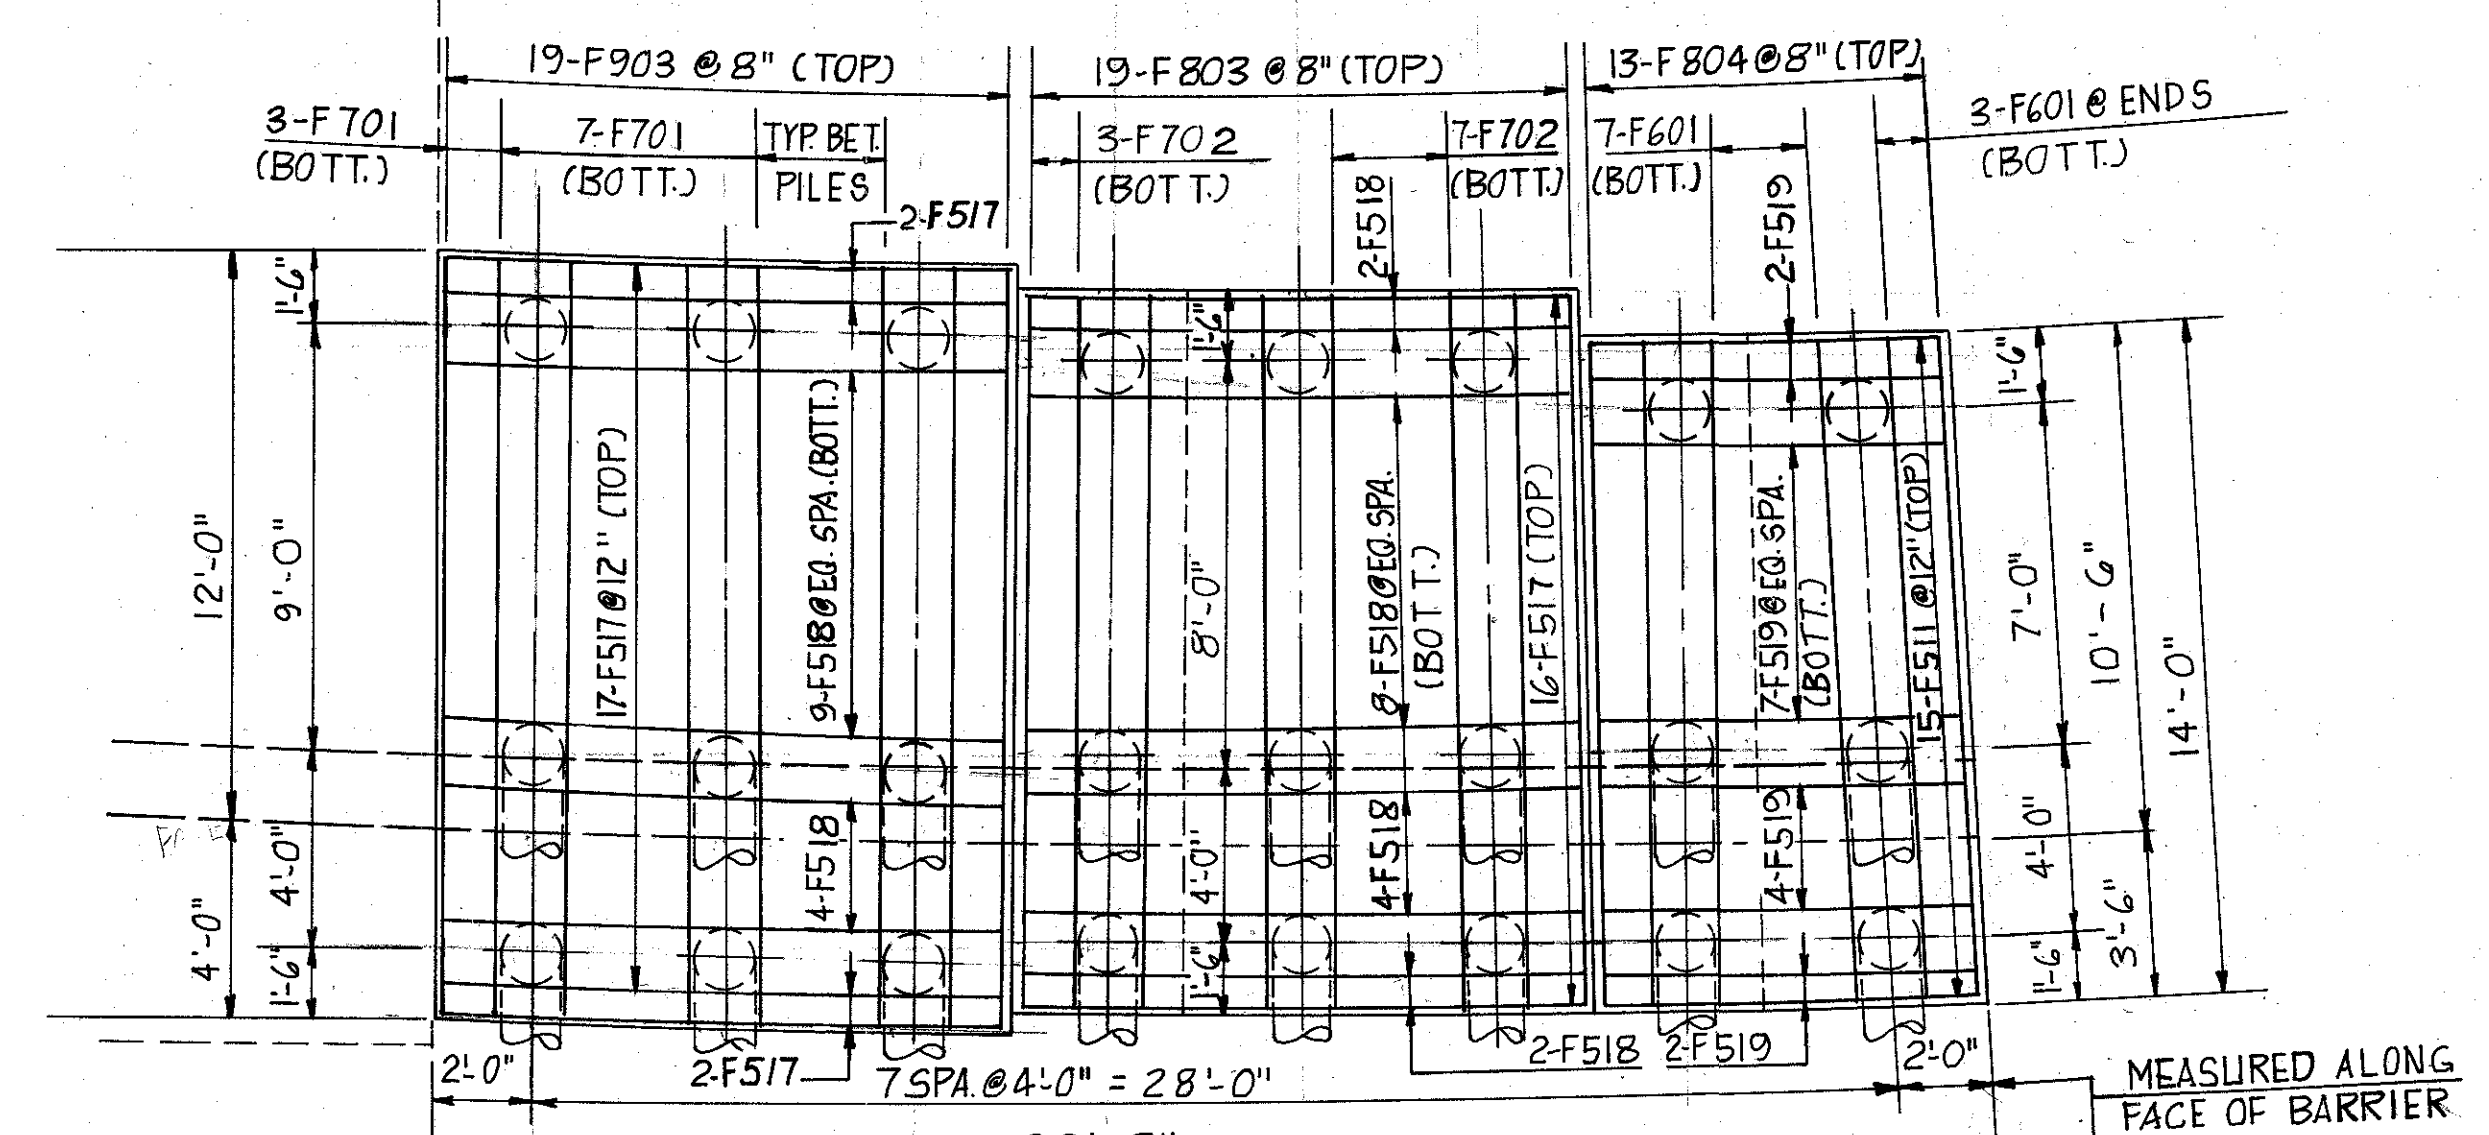 19-F903 @ 8" (TOP)
19-F803 @ 8" (TOP)
13-F804 @ 8" (TOP)
3-F701
(BOTT.)
7-F701
(BOTT.)
TYP. BET.
PILES
3-F702
(BOTT.)
7-F702
(BOTT.)
7-F601
(BOTT.)
3-F601 @ ENDS
(BOTT.)
2-F517
2-F518
2-F519
1'-6"
12'-0"
9'-0"
4'-0"
4'-0"
1'-6"
17-F517 @ 12" (TOP)
9-F518 @ EQ. SPA. (BOTT.)
4-F518
1'-6"
8'-0"
4'-0"
1'-6"
8-F518 @ EQ. SPA.
(BOTT.)
16-F517 (TOP)
4-F518
7-F519 @ EQ. SPA.
(BOTT.)
15-F511 @ 12" (TOP)
4-F519
1'-6"
7'-0"
10'-6"
14'-0"
4'-0"
3'-6"
1'-6"
2'-0"
2-F517
7 SPA. @ 4'-0" = 28'-0"
2-F518
2-F519
2'-0"
MEASURED ALONG
FACE OF BARRIER